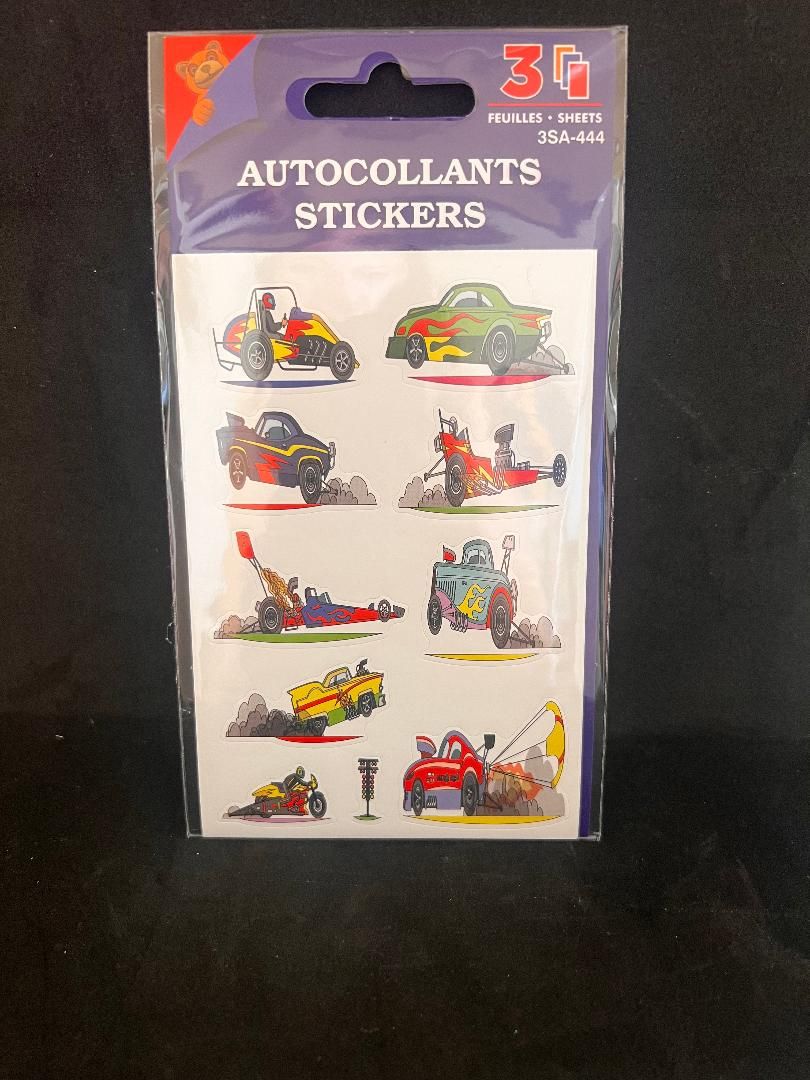 3
FEUILLES • SHEETS
3SA-444
AUTOCOLLANTS
STICKERS